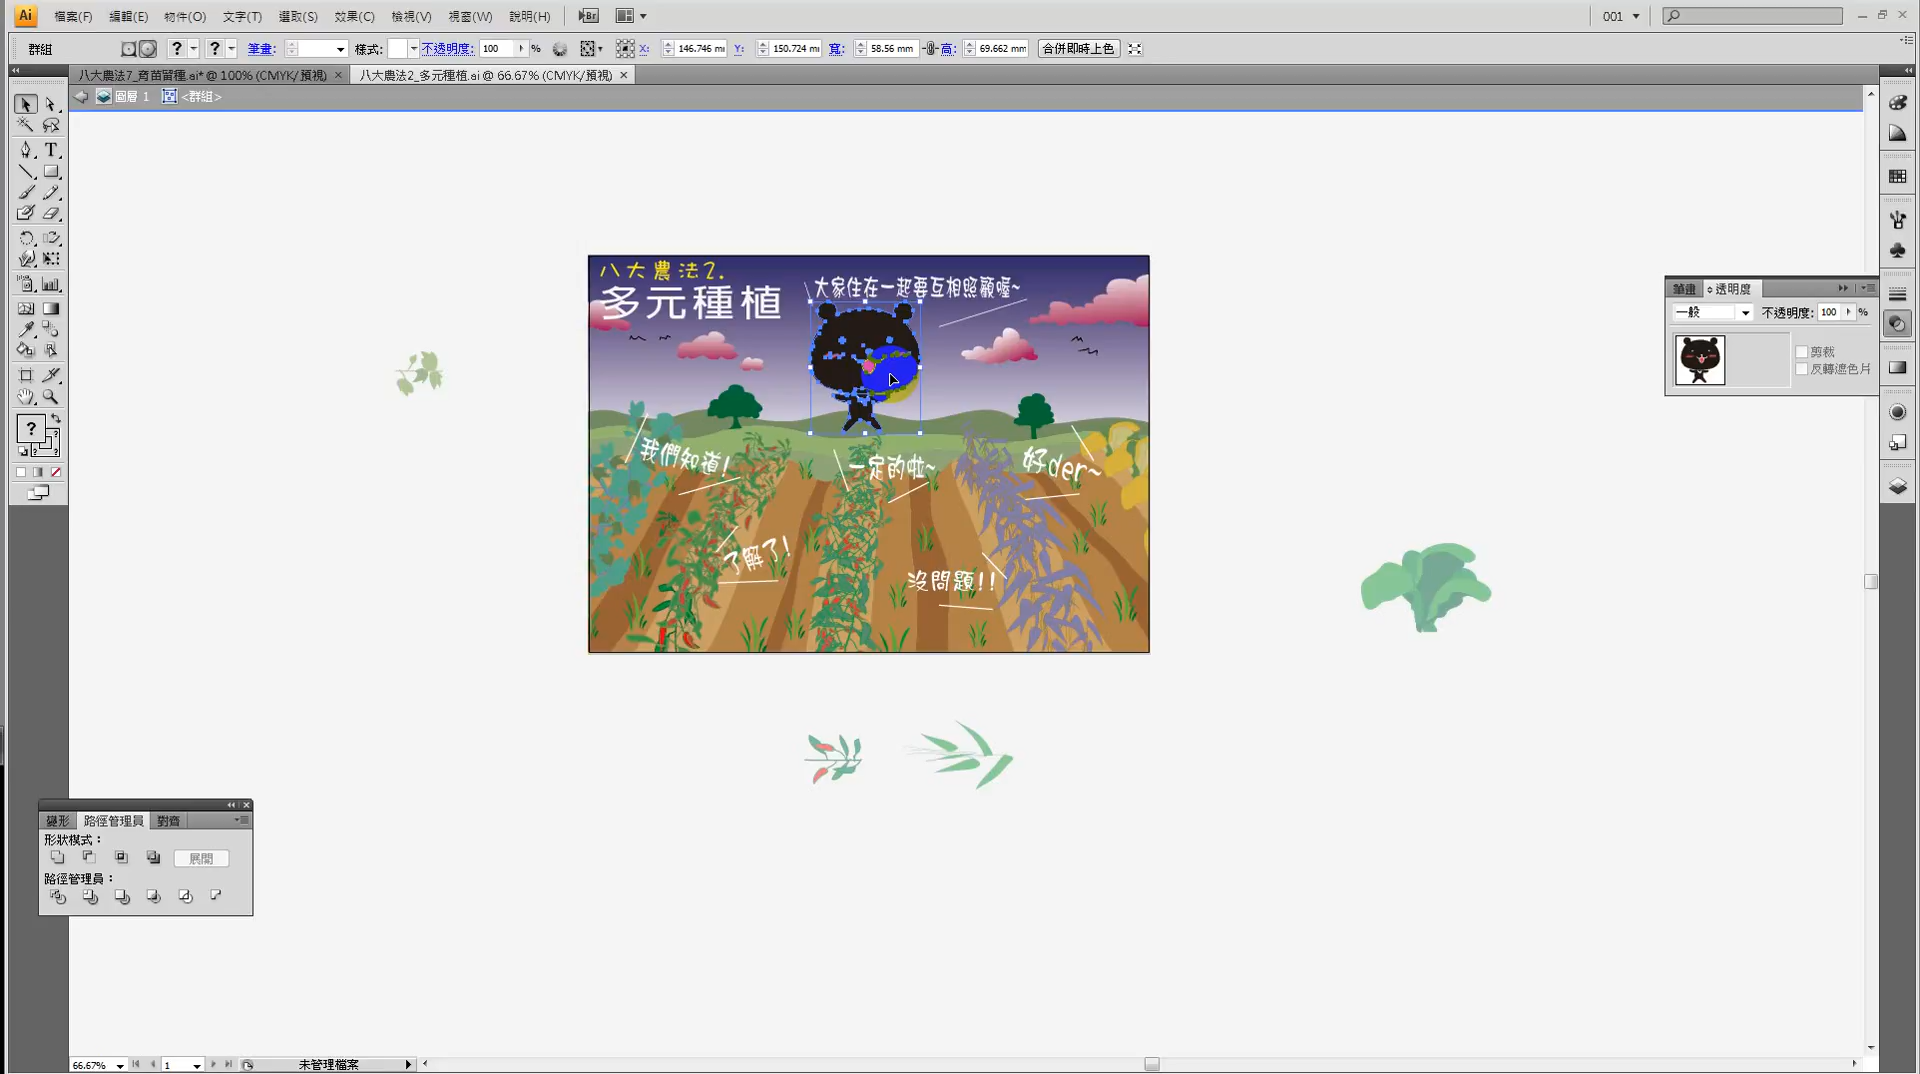 Ai 檔案(F) 編輯(E) 物件(O) 文字(T) 選取(S) 效果(C) 檢視(V) 視窗(W) 說明(H) Br 001
群組 ? ? 筆畫: 樣式: 不透明度: 100 % X: 146.746 m Y: 150.724 m 寬: 58.56 mm 高: 69.662 mm 合併即時上色
八大農法7_育苗留種.ai* @ 100% (CMYK/預視) 八大農法2_多元種植.ai @ 66.67% (CMYK/預視)
圖層 1 <群組>
八大農法2.
多元種植
大家住在一起要互相照顧喔~
我們知道!
一定的啦~
好der~
了解了!
沒問題!!
筆畫 透明度
一般 不透明度: 100 %
剪裁
反轉遮色片
變形 路徑管理員 對齊
形狀模式:
展開
路徑管理員:
66.67% 1 未管理檔案